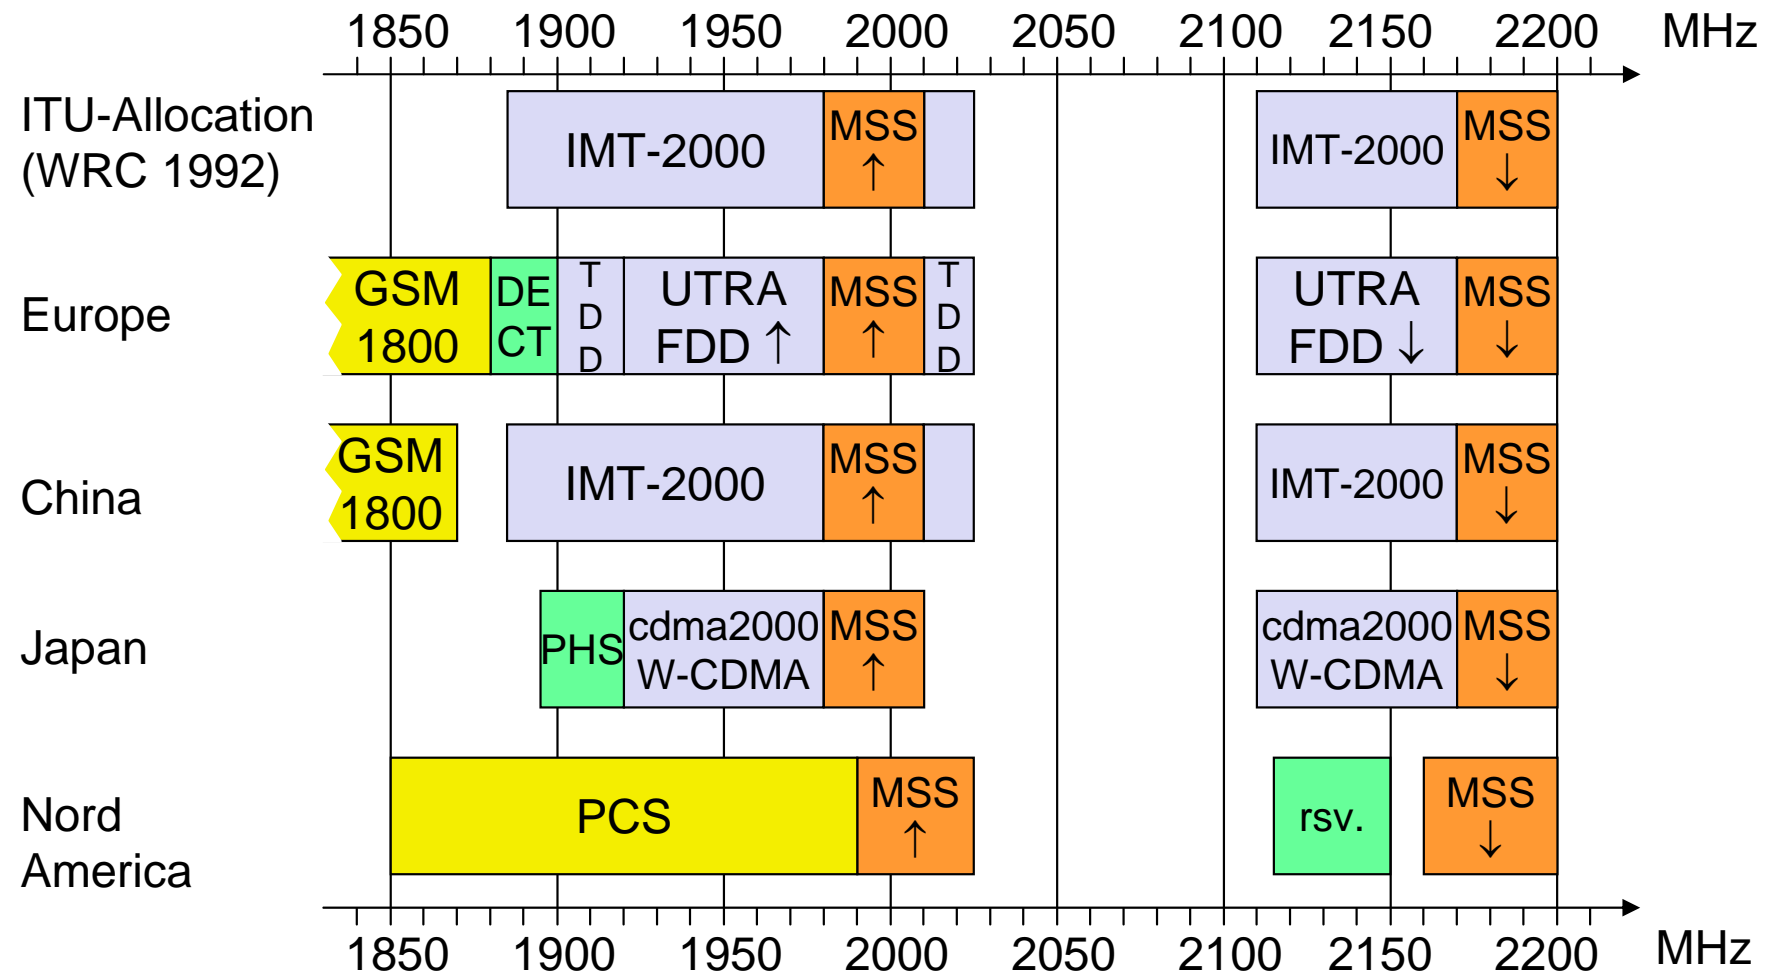 1850 1900 1950 2000 2050 2100 2150 2200 MHz
ITU-Allocation
(WRC 1992)
IMT-2000
MSS
↑
IMT-2000
MSS
↓
Europe
GSM
1800
DE
CT
T
D
D
UTRA
FDD ↑
MSS
↑
T
D
D
UTRA
FDD ↓
MSS
↓
China
GSM
1800
IMT-2000
MSS
↑
IMT-2000
MSS
↓
Japan
PHS
cdma2000
W-CDMA
MSS
↑
cdma2000
W-CDMA
MSS
↓
Nord
America
PCS
MSS
↑
rsv.
MSS
↓
1850 1900 1950 2000 2050 2100 2150 2200 MHz